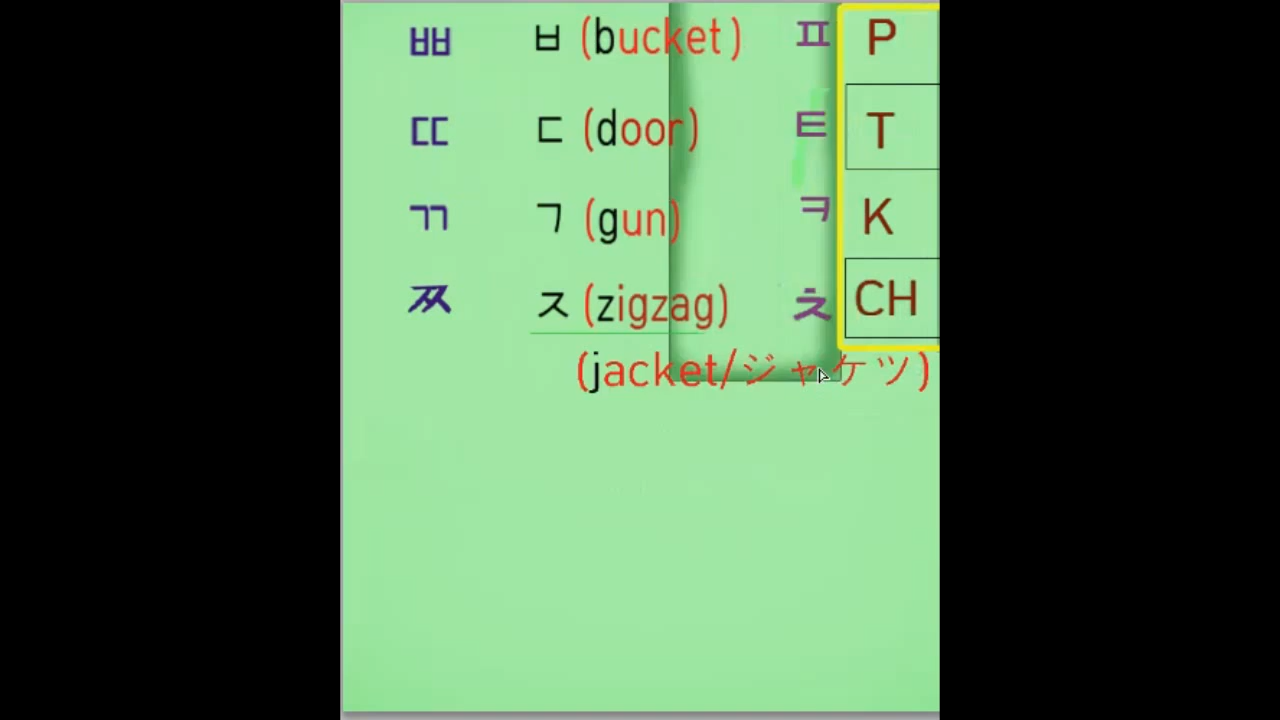 ㅃ ㅂ (bucket) ㅍ P
ㄸ ㄷ (door) ㅌ T
ㄲ ㄱ (gun) ㅋ K
ㅉ ㅈ (zigzag) ㅊ CH
(jacket/ジャケツ)